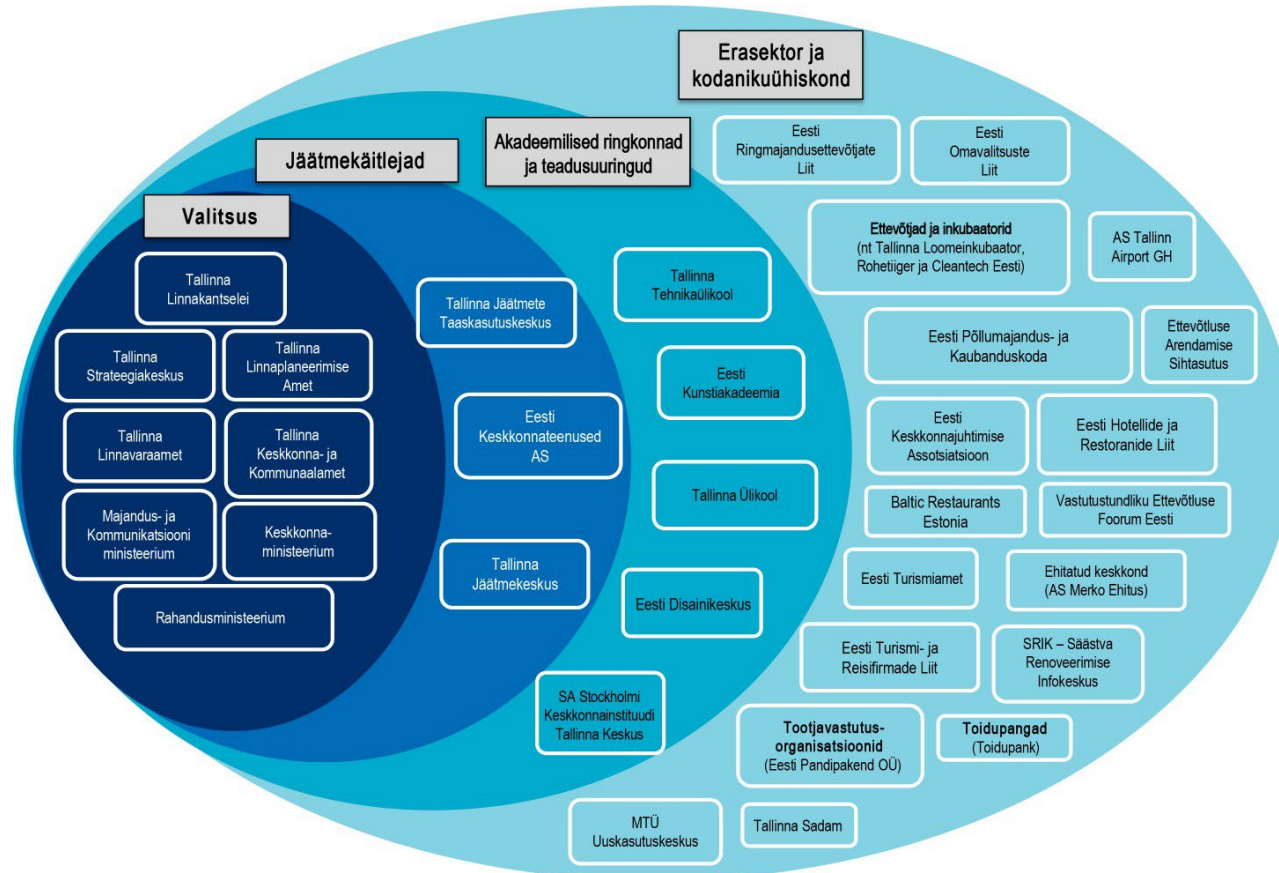 Erasektor ja
kodanikuühiskond
Akadeemilised ringkonnad
ja teadusuuringud
Jäätmekäitlejad
Valitsus
Tallinna
Linnakantselei
Tallinna
Strateegiakeskus
Tallinna
Linnaplaneerimise
Amet
Tallinna
Linnavaraamet
Tallinna
Keskkonna- ja
Kommunaalamet
Majandus- ja
Kommunikatsiooni
ministeerium
Keskkonna-
ministeerium
Rahandusministeerium
Tallinna Jäätmete
Taaskasutuskeskus
Eesti
Keskkonnateenused
AS
Tallinna
Jäätmekeskus
Tallinna
Tehnikaülikool
Eesti
Kunstiakadeemia
Tallinna Ülikool
Eesti Disainikeskus
SA Stockholmi
Keskkonnainstituudi
Tallinna Keskus
Eesti
Ringmajandusettevõtjate
Liit
Eesti
Omavalitsuste
Liit
Ettevõtjad ja inkubaatorid
(nt Tallinna Loomeinkubaator,
Rohetiiger ja Cleantech Eesti)
AS Tallinn
Airport GH
Eesti Põllumajandus- ja
Kaubanduskoda
Ettevõtluse
Arendamise
Sihtasutus
Eesti
Keskkonnajuhtimise
Assotsiatsioon
Eesti Hotellide ja
Restoranide Liit
Baltic Restaurants
Estonia
Vastutustundliku Ettevõtluse
Foorum Eesti
Eesti Turismiamet
Ehitatud keskkond
(AS Merko Ehitus)
Eesti Turismi- ja
Reisifirmade Liit
SRIK – Säästva
Renoveerimise
Infokeskus
Tootjavastutus-
organisatsioonid
(Eesti Pandipakend OÜ)
Toidupangad
(Toidupank)
MTÜ
Uuskasutuskeskus
Tallinna Sadam